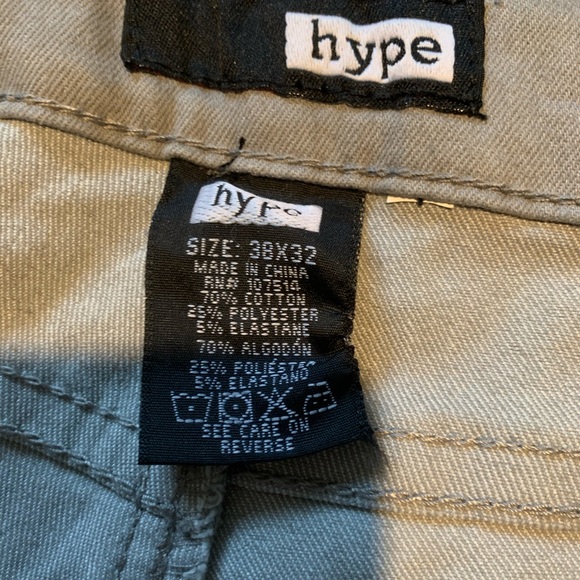 hype
hype
SIZE: 38X32
MADE IN CHINA
RN# 107514
70% COTTON
25% POLYESTER
5% ELASTANE
70% ALGODÓN
25% POLIÉSTER
5% ELASTANO
SEE CARE ON
REVERSE